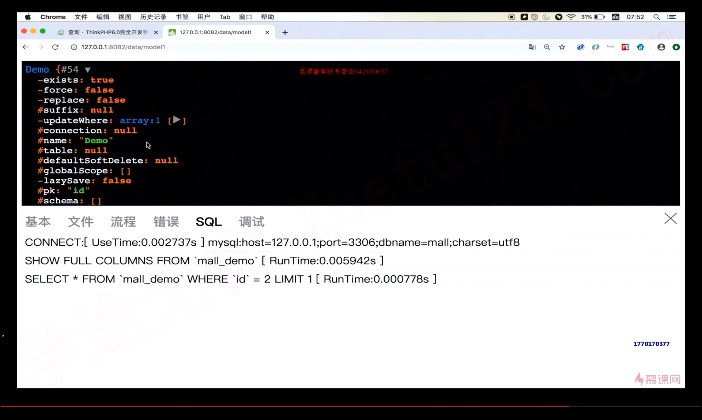 Chrome 文件 编辑 视图 历史记录 书签 用户 Tab 窗口 帮助
31% 07:52
查询 · ThinkPHP6.0完全开发手
127.0.0.1:8082/data/model1
127.0.0.1:8082/data/model1
Demo {#54 ▼
-exists: true
-force: false
-replace: false
#suffix: null
-updateWhere: array:1 [▶]
#connection: null
#name: "Demo"
#table: null
#defaultSoftDelete: null
#globalScope: []
-lazySave: false
#pk: "id"
#schema: []
基本 文件 流程 错误 SQL 调试
CONNECT:[ UseTime:0.002737s ] mysql:host=127.0.0.1;port=3306;dbname=mall;charset=utf8
SHOW FULL COLUMNS FROM `mall_demo` [ RunTime:0.005942s ]
SELECT * FROM `mall_demo` WHERE `id` = 2 LIMIT 1 [ RunTime:0.000778s ]
1770170377
慕课网